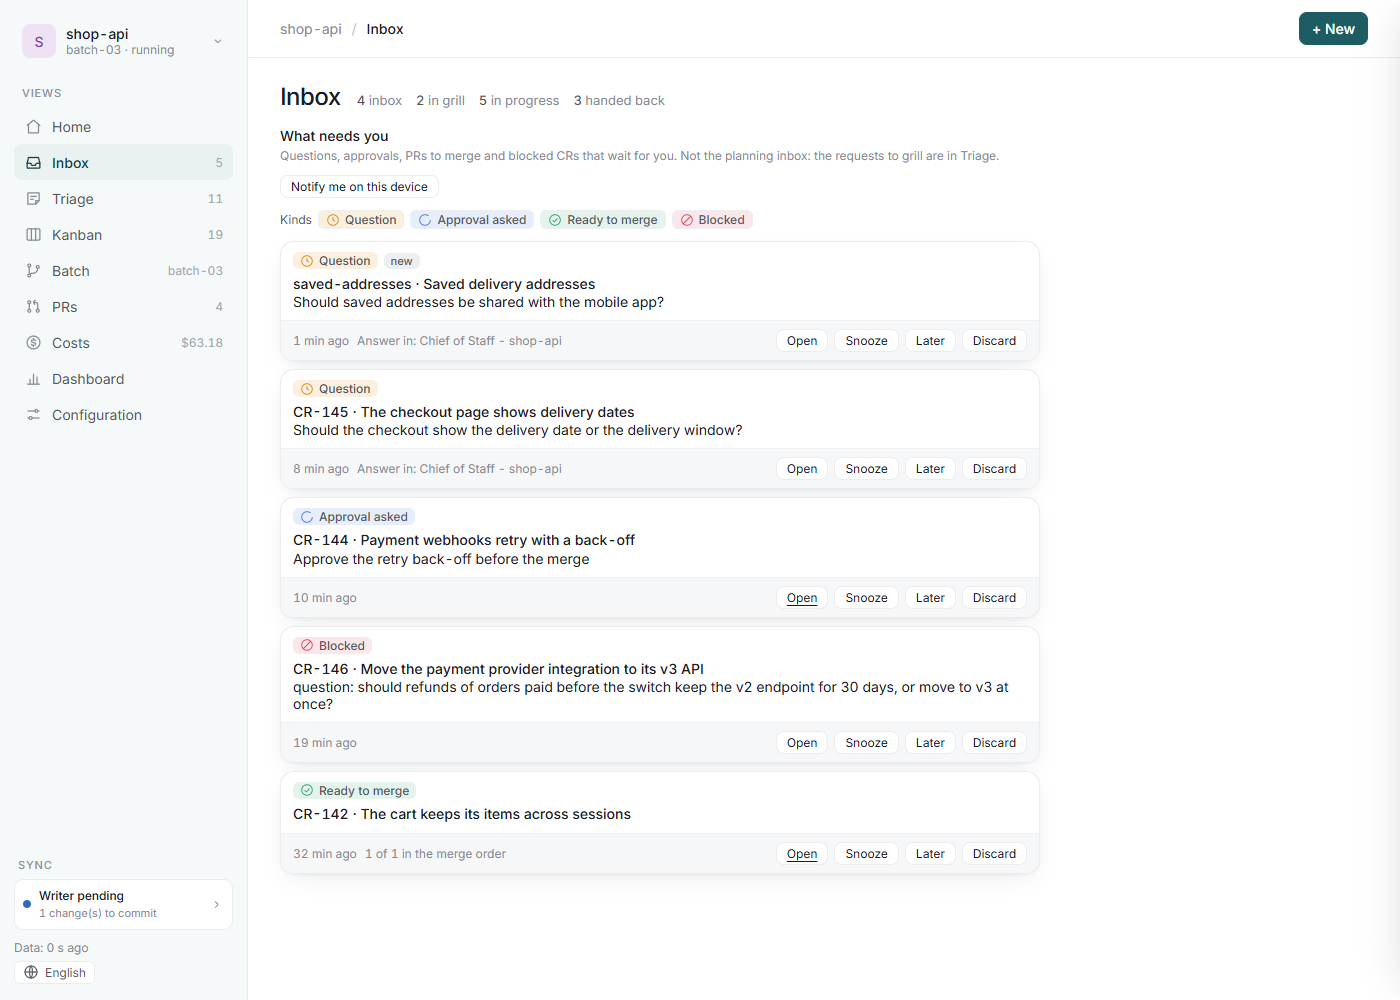 S
shop-api
batch-03 · running
VIEWS
Home
Inbox 5
Triage 11
Kanban 19
Batch batch-03
PRs 4
Costs $63.18
Dashboard
Configuration
SYNC
Writer pending
1 change(s) to commit
Data: 0 s ago
English
shop-api / Inbox
+ New
Inbox 4 inbox 2 in grill 5 in progress 3 handed back
What needs you
Questions, approvals, PRs to merge and blocked CRs that wait for you. Not the planning inbox: the requests to grill are in Triage.
Notify me on this device
Kinds Question Approval asked Ready to merge Blocked
Question new
saved-addresses · Saved delivery addresses
Should saved addresses be shared with the mobile app?
1 min ago Answer in: Chief of Staff - shop-api Open Snooze Later Discard
Question
CR-145 · The checkout page shows delivery dates
Should the checkout show the delivery date or the delivery window?
8 min ago Answer in: Chief of Staff - shop-api Open Snooze Later Discard
Approval asked
CR-144 · Payment webhooks retry with a back-off
Approve the retry back-off before the merge
10 min ago Open Snooze Later Discard
Blocked
CR-146 · Move the payment provider integration to its v3 API
question: should refunds of orders paid before the switch keep the v2 endpoint for 30 days, or move to v3 at
once?
19 min ago Open Snooze Later Discard
Ready to merge
CR-142 · The cart keeps its items across sessions
32 min ago 1 of 1 in the merge order Open Snooze Later Discard